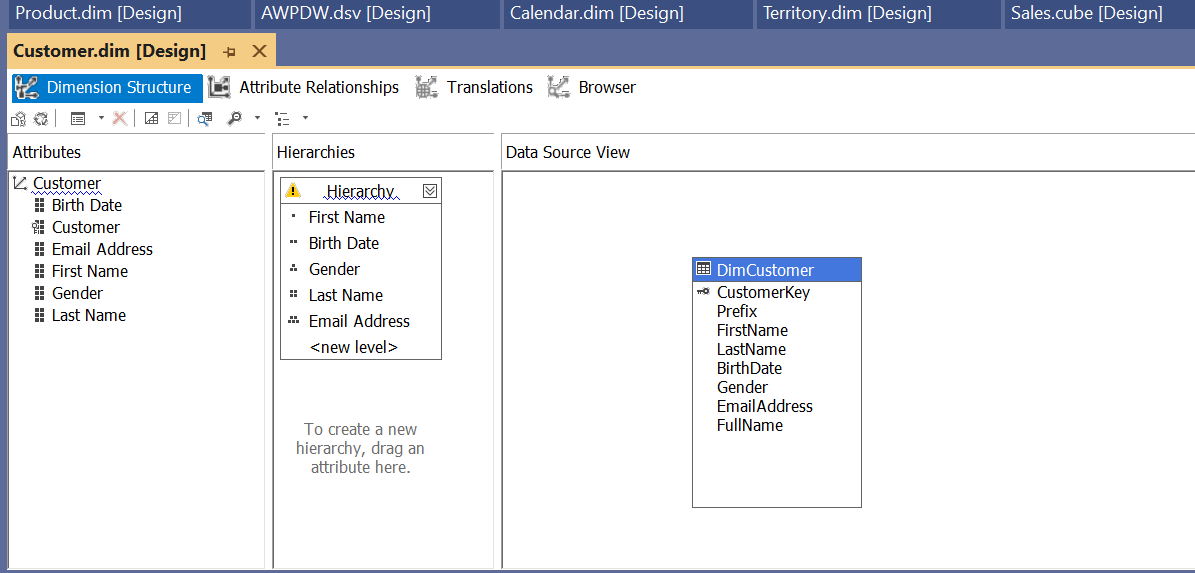 Product.dim [Design]
AWPDW.dsv [Design]
Calendar.dim [Design]
Territory.dim [Design]
Sales.cube [Design]
Customer.dim [Design]
Dimension Structure
Attribute Relationships
Translations
Browser
Attributes
Customer
Birth Date
Customer
Email Address
First Name
Gender
Last Name
Hierarchies
Hierarchy
First Name
Birth Date
Gender
Last Name
Email Address
<new level>
To create a new
hierarchy, drag an
attribute here.
Data Source View
DimCustomer
CustomerKey
Prefix
FirstName
LastName
BirthDate
Gender
EmailAddress
FullName